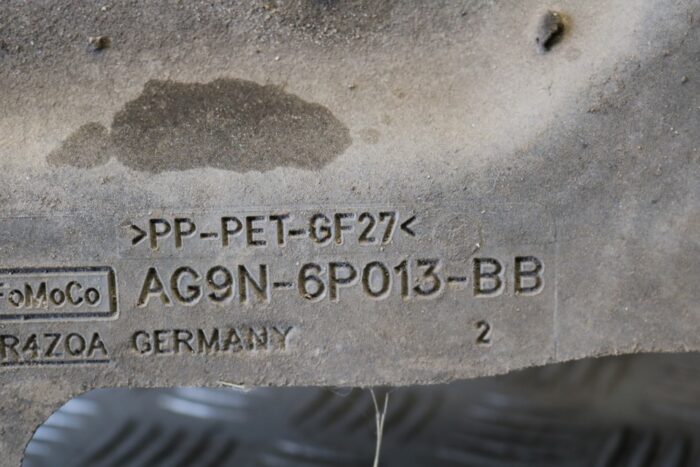 >PP-PET-GF27<
FoMoCo AG9N-6P013-BB
R4Z0A GERMANY 2